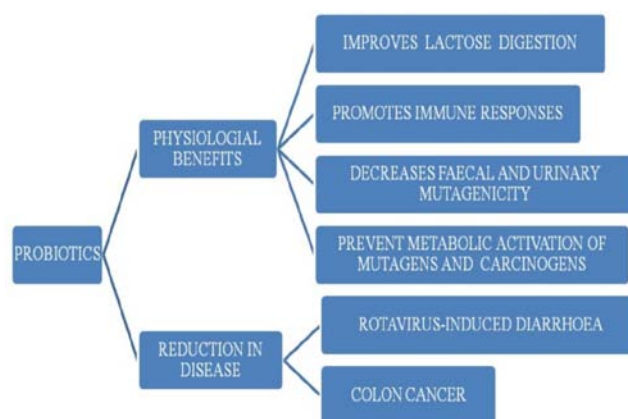 IMPROVES LACTOSE DIGESTION
PROMOTES IMMUNE RESPONSES
PHYSIOLOGIAL
BENEFITS
DECREASES FAECAL AND URINARY
MUTAGENICITY
PREVENT METABOLIC ACTIVATION OF
MUTAGENS AND CARCINOGENS
PROBIOTICS
ROTAVIRUS-INDUCED DIARRHOEA
REDUCTION IN
DISEASE
COLON CANCER